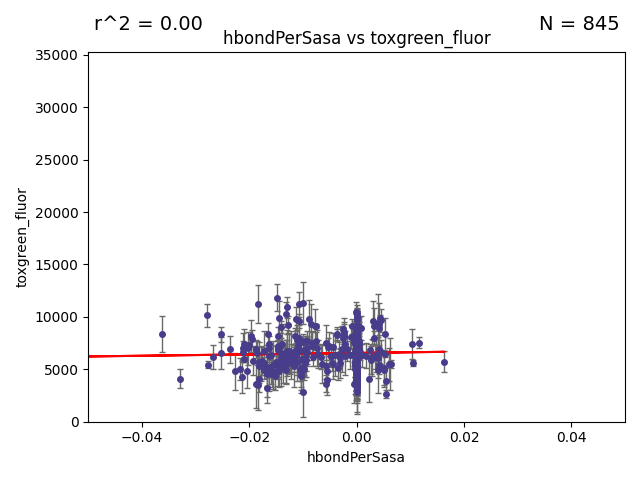 r^2 = 0.00
N = 845
hbondPerSasa vs toxgreen_fluor
35000
30000
25000
20000
15000
10000
5000
0
toxgreen_fluor
−0.04
−0.02
0.00
0.02
0.04
hbondPerSasa